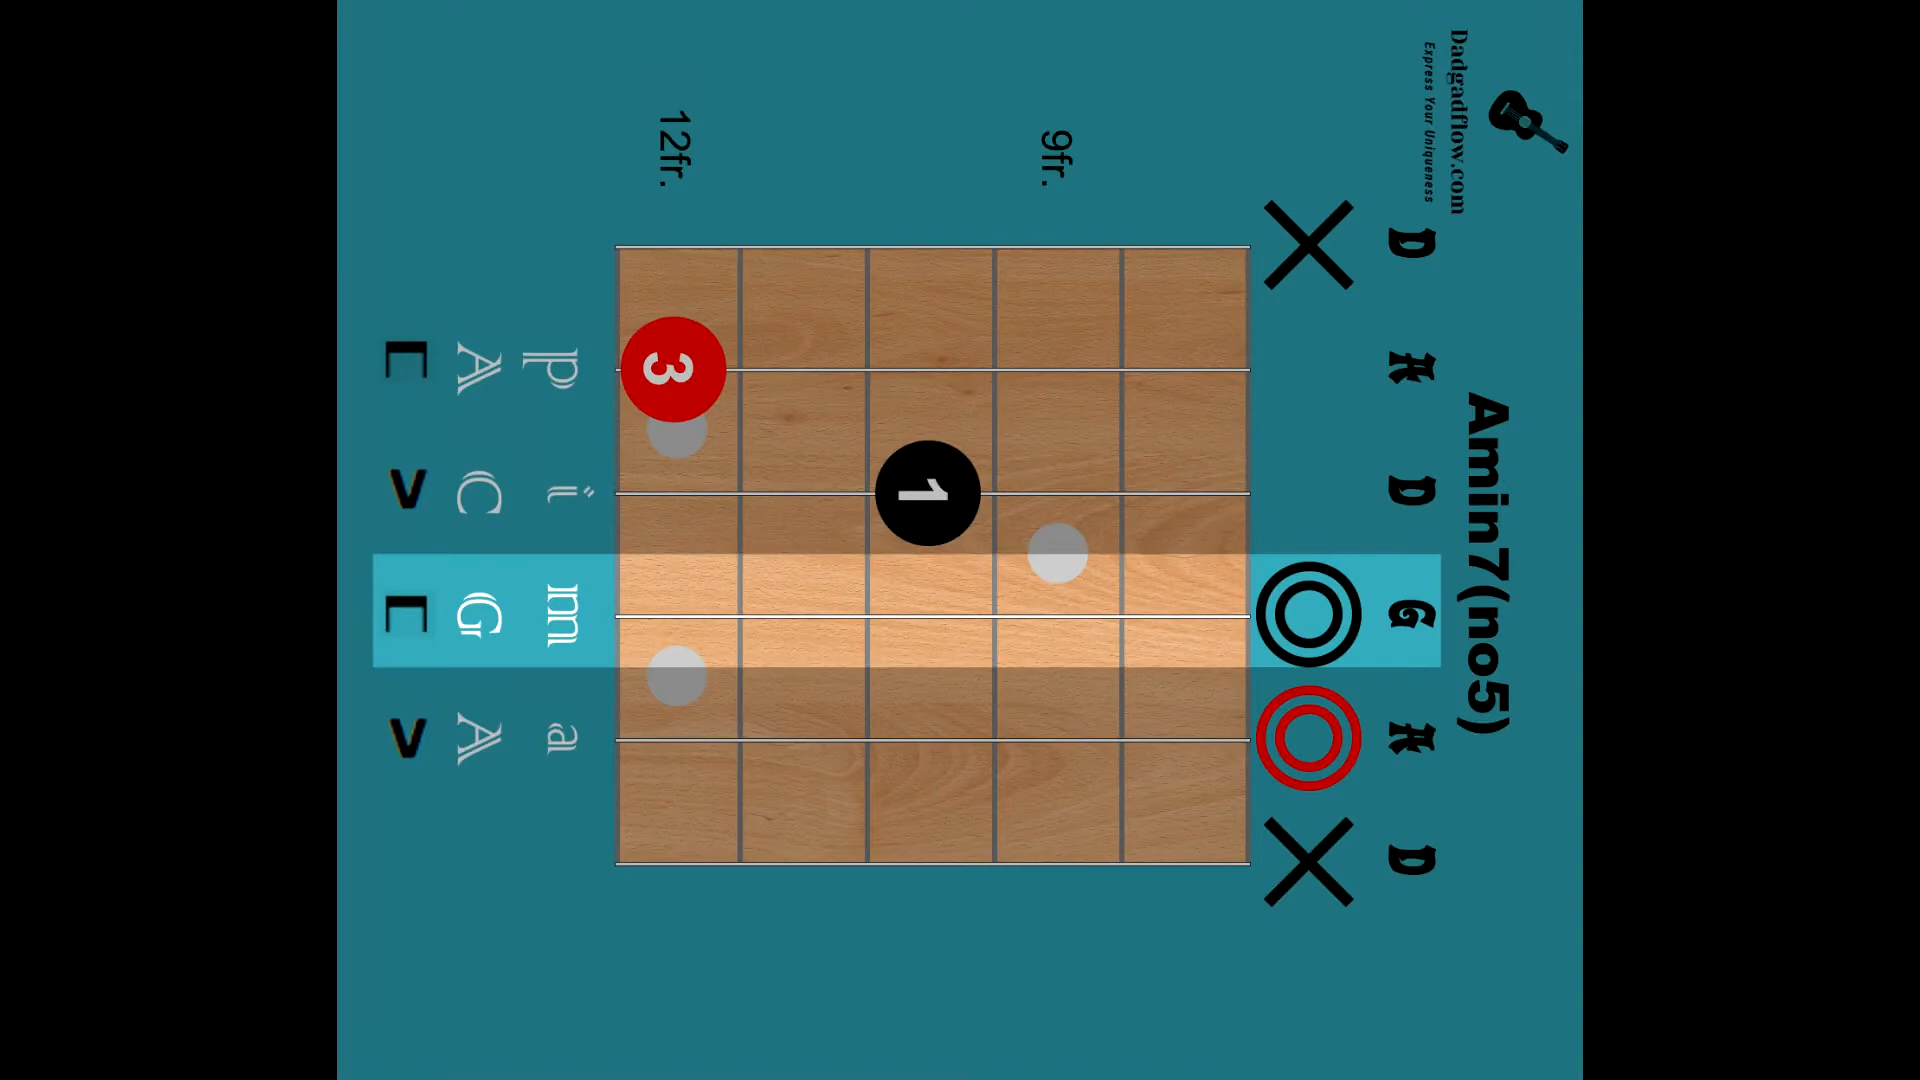 Dadgadflow.com
Express Your Uniqueness
Amin7(no5)
D A D G A D
9fr.
1
12fr.
3
p i m a
A C G A
V V